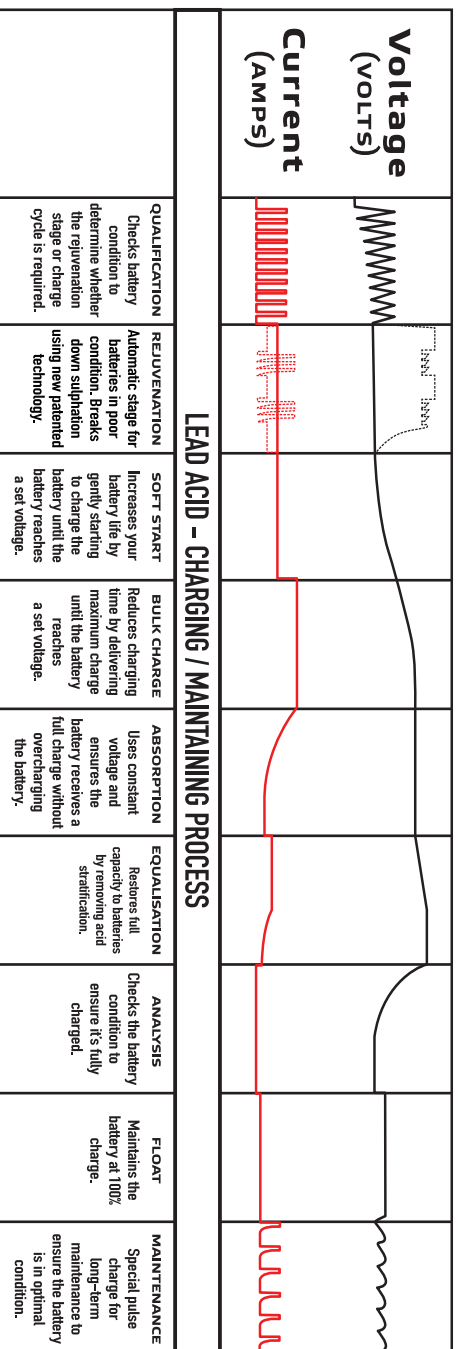 Voltage
(VOLTS)
Current
(AMPS)
LEAD ACID - CHARGING / MAINTAINING PROCESS
QUALIFICATION
Checks battery
condition to
determine whether
the rejuvenation
stage or charge
cycle is required.
REJUVENATION
Automatic stage for
batteries in poor
condition. Breaks
down sulphation
using new patented
technology.
SOFT START
Increases your
battery life by
gently starting
to charge the
battery until the
battery reaches
a set voltage.
BULK CHARGE
Reduces charging
time by delivering
maximum charge
until the battery
reaches
a set voltage.
ABSORPTION
Uses constant
voltage and
ensures the
battery receives a
full charge without
overcharging
the battery.
EQUALISATION
Restores full
capacity to batteries
by removing acid
stratification.
ANALYSIS
Checks the battery
condition to
ensure it's fully
charged.
FLOAT
Maintains the
battery at 100%
charge.
MAINTENANCE
Special pulse
charge for
long-term
maintenance to
ensure the battery
is in optimal
condition.